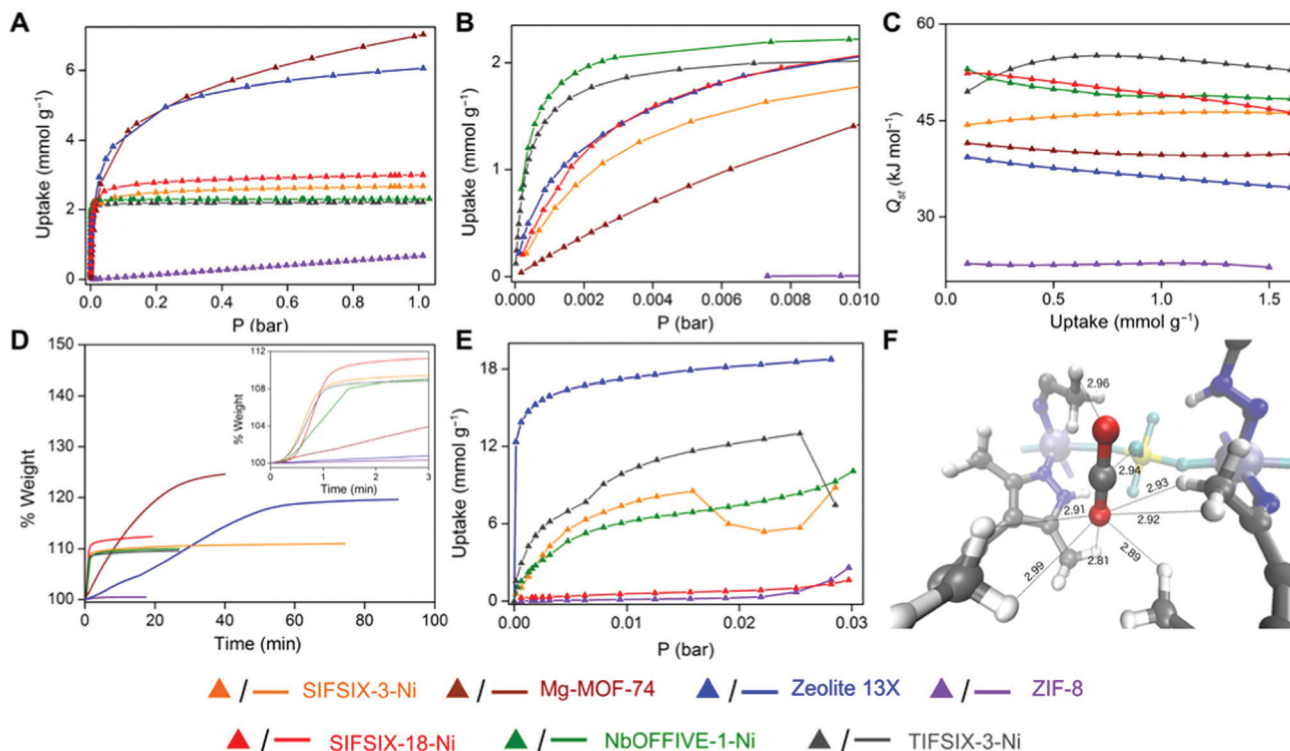 A
Uptake (mmol g⁻¹)
6
4
2
0
0.0 0.2 0.4 0.6 0.8 1.0
P (bar)
B
Uptake (mmol g⁻¹)
2
1
0
0.000 0.002 0.004 0.006 0.008 0.010
P (bar)
C
Qst (kJ mol⁻¹)
60
45
30
0.5 1.0 1.5
Uptake (mmol g⁻¹)
D
% Weight
150
140
130
120
110
100
0 20 40 60 80 100
Time (min)
% Weight
112
108
104
100
0 1 2 3
Time (min)
E
Uptake (mmol g⁻¹)
18
12
6
0
0.00 0.01 0.02 0.03
P (bar)
F
2.96
2.94
2.93
2.91
2.92
2.99
2.81
2.89
/ SIFSIX-3-Ni / Mg-MOF-74 / Zeolite 13X / ZIF-8
/ SIFSIX-18-Ni / NbOFFIVE-1-Ni / TIFSIX-3-Ni